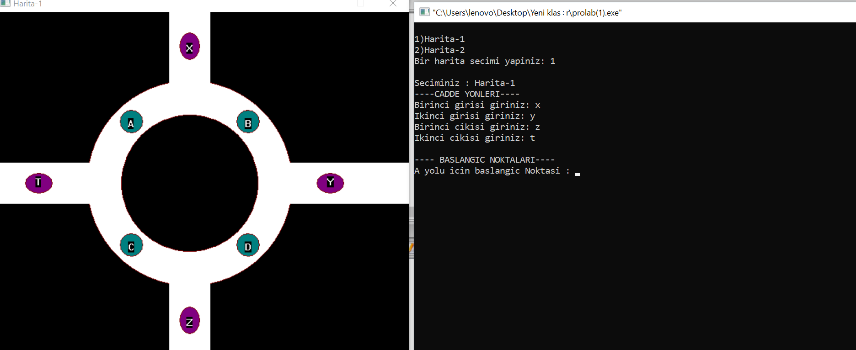 Harita-1
X
A
B
T
Y
C
D
Z
"C:\Users\lenovo\Desktop\Yeni klas÷r\prolab(1).exe"
1)Harita-1
2)Harita-2
Bir harita secimi yapiniz: 1
Seciminiz : Harita-1
----CADDE YONLERI----
Birinci girisi giriniz: x
Ikinci girisi giriniz: y
Birinci cikisi giriniz: z
Ikinci cikisi giriniz: t
---- BASLANGIC NOKTALARI----
A yolu icin baslangic Noktasi :